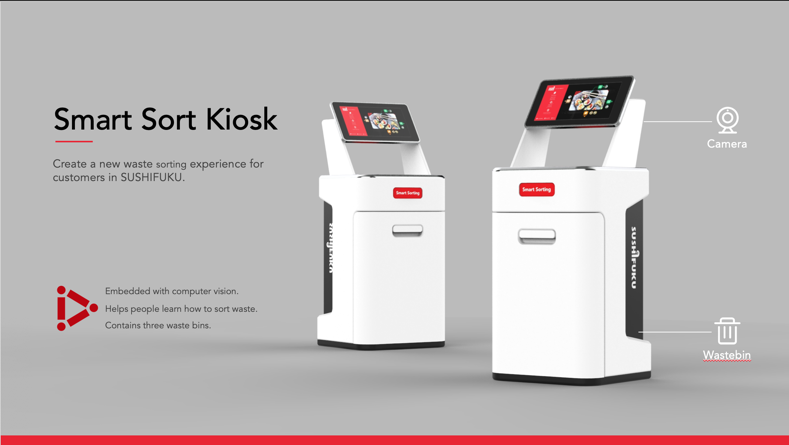 Smart Sort Kiosk
Create a new waste sorting experience for
customers in SUSHIFUKU.
Embedded with computer vision.
Helps people learn how to sort waste.
Contains three waste bins.
Smart Sorting
SUSHIFUKU
Smart Sorting
SUSHIFUKU
Camera
Wastebin